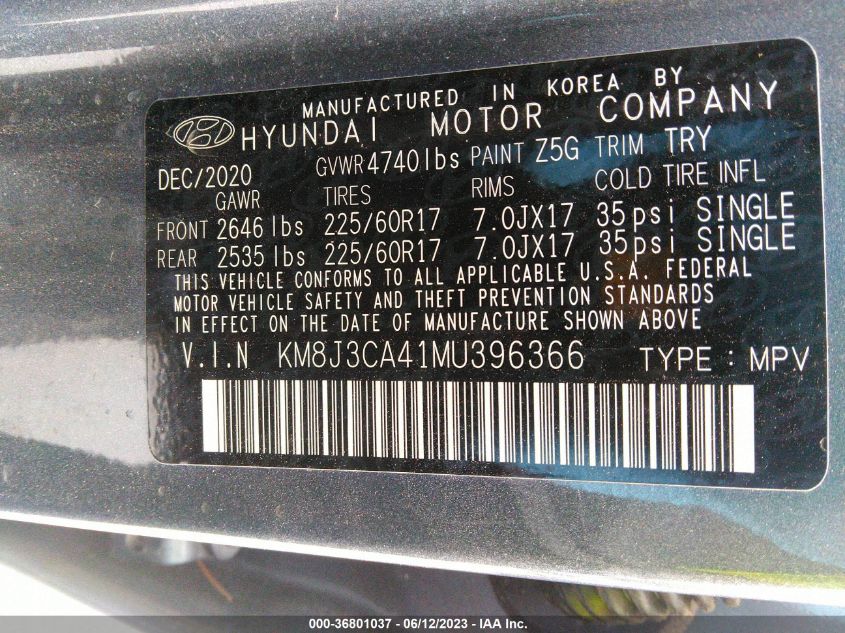 MANUFACTURED IN KOREA BY
HYUNDAI MOTOR COMPANY
DEC/2020 GVWR 4740lbs PAINT Z5G TRIM TRY
GAWR TIRES RIMS COLD TIRE INFL
FRONT 2646 lbs 225/60R17 7.0JX17 35psi SINGLE
REAR 2535 lbs 225/60R17 7.0JX17 35psi SINGLE
THIS VEHICLE CONFORMS TO ALL APPLICABLE U.S.A. FEDERAL
MOTOR VEHICLE SAFETY AND THEFT PREVENTION STANDARDS
IN EFFECT ON THE DATE OF MANUFACTURE SHOWN ABOVE
V.I.N KM8J3CA41MU396366 TYPE : MPV
000-36801037 - 06/12/2023 - IAA Inc.